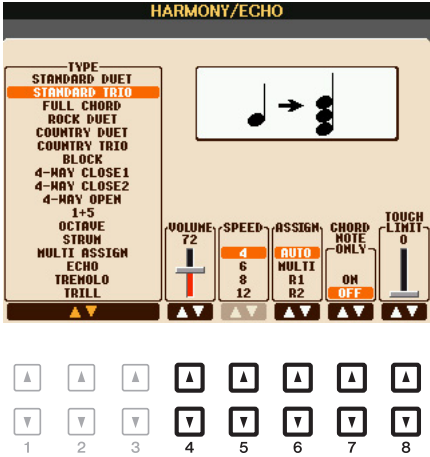 HARMONY/ECHO
TYPE
STANDARD DUET
STANDARD TRIO
FULL CHORD
ROCK DUET
COUNTRY DUET
COUNTRY TRIO
BLOCK
4-WAY CLOSE1
4-WAY CLOSE2
4-WAY OPEN
1+5
OCTAVE
STRUM
MULTI ASSIGN
ECHO
TREMOLO
TRILL
VOLUME
72
SPEED
4
6
8
12
ASSIGN
AUTO
MULTI
R1
R2
CHORD
NOTE
ONLY
ON
OFF
TOUCH
LIMIT
0
1 2 3 4 5 6 7 8